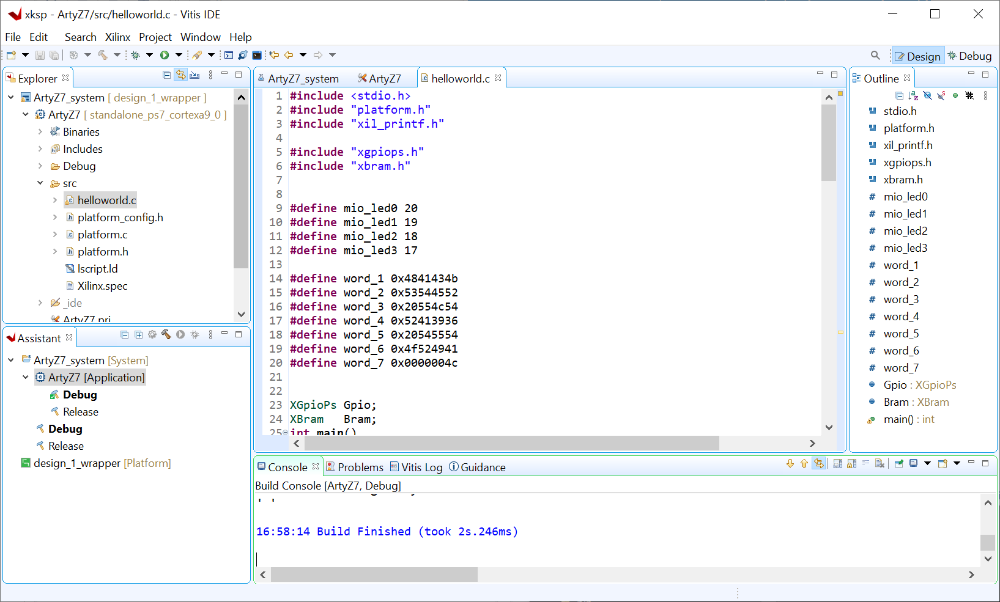 xksp - ArtyZ7/src/helloworld.c - Vitis IDE
File Edit Search Xilinx Project Window Help
Design Debug
Explorer
ArtyZ7_system [ design_1_wrapper ]
ArtyZ7 [ standalone_ps7_cortexa9_0 ]
Binaries
Includes
Debug
src
helloworld.c
platform_config.h
platform.c
platform.h
lscript.ld
Xilinx.spec
_ide
ArtyZ7.prj
Assistant
ArtyZ7_system [System]
ArtyZ7 [Application]
Debug
Release
Debug
Release
design_1_wrapper [Platform]
ArtyZ7_system ArtyZ7 helloworld.c
1 #include <stdio.h>
2 #include "platform.h"
3 #include "xil_printf.h"
4
5 #include "xgpiops.h"
6 #include "xbram.h"
7
8
9 #define mio_led0 20
10 #define mio_led1 19
11 #define mio_led2 18
12 #define mio_led3 17
13
14 #define word_1 0x4841434b
15 #define word_2 0x53544552
16 #define word_3 0x20554c54
17 #define word_4 0x52413936
18 #define word_5 0x20545554
19 #define word_6 0x4f524941
20 #define word_7 0x0000004c
21
22
23 XGpioPs Gpio;
24 XBram Bram;
25 int main()
Outline
stdio.h
platform.h
xil_printf.h
xgpiops.h
xbram.h
mio_led0
mio_led1
mio_led2
mio_led3
word_1
word_2
word_3
word_4
word_5
word_6
word_7
Gpio : XGpioPs
Bram : XBram
main() : int
Console Problems Vitis Log Guidance
Build Console [ArtyZ7, Debug]
16:58:14 Build Finished (took 2s.246ms)